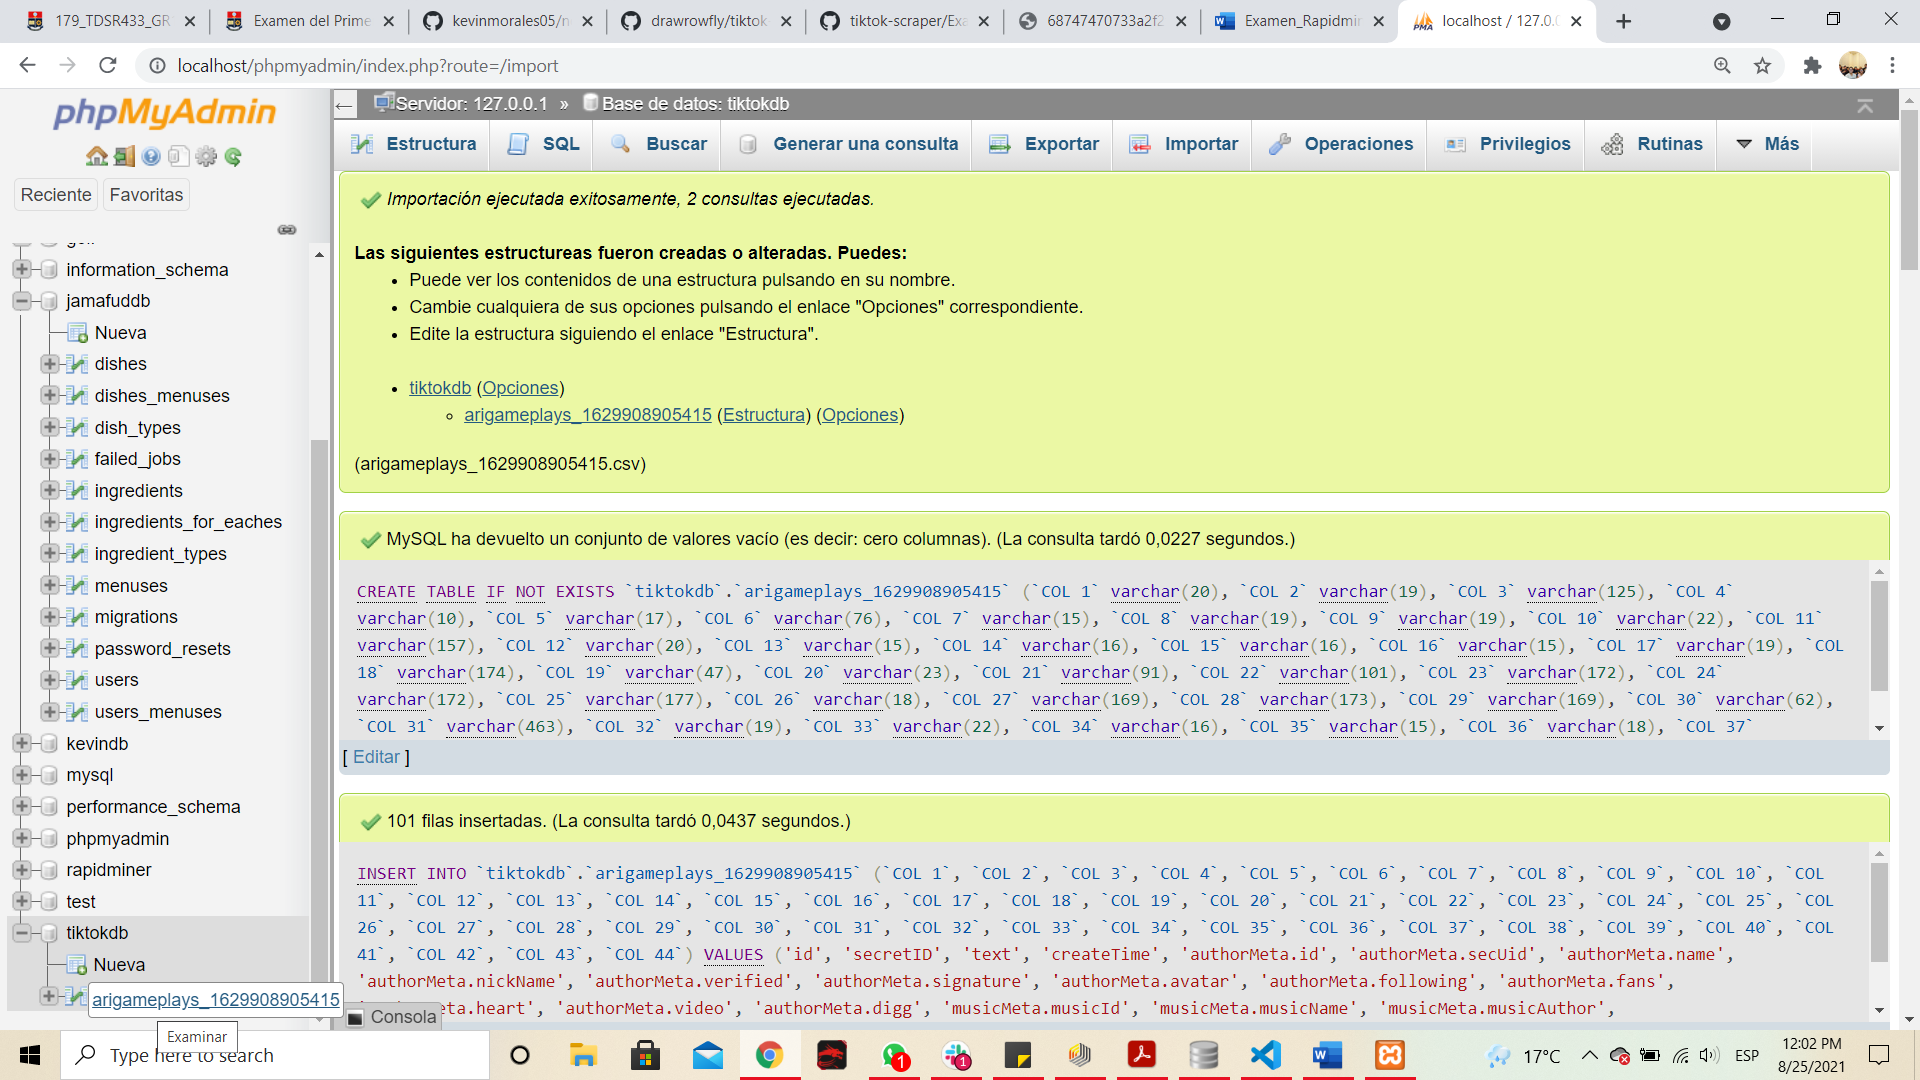 179_TDSR433_GR
Examen del Prime
kevinmorales05/n
drawrowfly/tiktok
tiktok-scraper/Exa
68747470733a2f2
Examen_Rapidmin
localhost / 127.0.0
localhost/phpmyadmin/index.php?route=/import
phpMyAdmin
Reciente
Favoritas
information_schema
jamafuddb
Nueva
dishes
dishes_menuses
dish_types
failed_jobs
ingredients
ingredients_for_eaches
ingredient_types
menuses
migrations
password_resets
users
users_menuses
kevindb
mysql
performance_schema
phpmyadmin
rapidminer
test
tiktokdb
Nueva
arigameplays_1629908905415
Examinar
Servidor: 127.0.0.1 » Base de datos: tiktokdb
Estructura SQL Buscar Generar una consulta Exportar Importar Operaciones Privilegios Rutinas Más
Importación ejecutada exitosamente, 2 consultas ejecutadas.
Las siguientes estructureas fueron creadas o alteradas. Puedes:
• Puede ver los contenidos de una estructura pulsando en su nombre.
• Cambie cualquiera de sus opciones pulsando el enlace "Opciones" correspondiente.
• Edite la estructura siguiendo el enlace "Estructura".
• tiktokdb (Opciones)
arigameplays_1629908905415 (Estructura) (Opciones)
(arigameplays_1629908905415.csv)
MySQL ha devuelto un conjunto de valores vacío (es decir: cero columnas). (La consulta tardó 0,0227 segundos.)
CREATE TABLE IF NOT EXISTS `tiktokdb`.`arigameplays_1629908905415` (`COL 1` varchar(20), `COL 2` varchar(19), `COL 3` varchar(125), `COL 4`
varchar(10), `COL 5` varchar(17), `COL 6` varchar(76), `COL 7` varchar(15), `COL 8` varchar(19), `COL 9` varchar(19), `COL 10` varchar(22), `COL 11`
varchar(157), `COL 12` varchar(20), `COL 13` varchar(15), `COL 14` varchar(16), `COL 15` varchar(16), `COL 16` varchar(15), `COL 17` varchar(19), `COL
18` varchar(174), `COL 19` varchar(47), `COL 20` varchar(23), `COL 21` varchar(91), `COL 22` varchar(101), `COL 23` varchar(172), `COL 24`
varchar(172), `COL 25` varchar(177), `COL 26` varchar(18), `COL 27` varchar(169), `COL 28` varchar(173), `COL 29` varchar(169), `COL 30` varchar(62),
`COL 31` varchar(463), `COL 32` varchar(19), `COL 33` varchar(22), `COL 34` varchar(16), `COL 35` varchar(15), `COL 36` varchar(18), `COL 37`
[ Editar ]
101 filas insertadas. (La consulta tardó 0,0437 segundos.)
INSERT INTO `tiktokdb`.`arigameplays_1629908905415` (`COL 1`, `COL 2`, `COL 3`, `COL 4`, `COL 5`, `COL 6`, `COL 7`, `COL 8`, `COL 9`, `COL 10`, `COL
11`, `COL 12`, `COL 13`, `COL 14`, `COL 15`, `COL 16`, `COL 17`, `COL 18`, `COL 19`, `COL 20`, `COL 21`, `COL 22`, `COL 23`, `COL 24`, `COL 25`, `COL
26`, `COL 27`, `COL 28`, `COL 29`, `COL 30`, `COL 31`, `COL 32`, `COL 33`, `COL 34`, `COL 35`, `COL 36`, `COL 37`, `COL 38`, `COL 39`, `COL 40`, `COL
41`, `COL 42`, `COL 43`, `COL 44`) VALUES ('id', 'secretID', 'text', 'createTime', 'authorMeta.id', 'authorMeta.secUid', 'authorMeta.name',
'authorMeta.nickName', 'authorMeta.verified', 'authorMeta.signature', 'authorMeta.avatar', 'authorMeta.following', 'authorMeta.fans',
eta.heart', 'authorMeta.video', 'authorMeta.digg', 'musicMeta.musicId', 'musicMeta.musicName', 'musicMeta.musicAuthor',
Consola
Type here to search
1
1
17°C
ESP
12:02 PM
8/25/2021